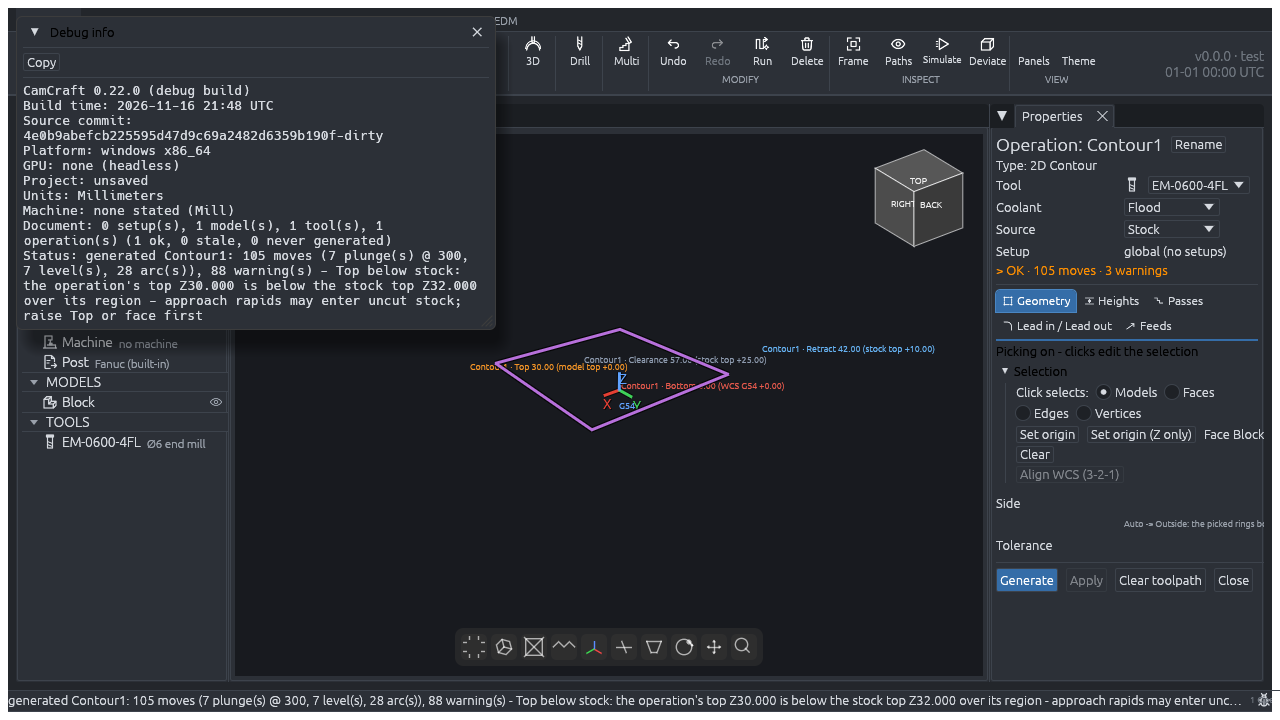 EDM
Debug info
Copy
CamCraft 0.22.0 (debug build)
Build time: 2026-11-16 21:48 UTC
Source commit:
4e0b9abefcb225595d47d9c69a2482d6359b190f-dirty
Platform: windows x86_64
GPU: none (headless)
Project: unsaved
Units: Millimeters
Machine: none stated (Mill)
Document: 0 setup(s), 1 model(s), 1 tool(s), 1
operation(s) (1 ok, 0 stale, 0 never generated)
Status: generated Contour1: 105 moves (7 plunge(s) @ 300,
7 level(s), 28 arc(s)), 88 warning(s) – Top below stock:
the operation's top Z30.000 is below the stock top Z32.000
over its region – approach rapids may enter uncut stock;
raise Top or face first
3D
Drill
Multi
Undo
Redo
Run
Delete
Frame
Paths
Simulate
Deviate
Panels
Theme
MODIFY
INSPECT
VIEW
v0.0.0 · test
01-01 00:00 UTC
Machine no machine
Post Fanuc (built-in)
MODELS
Block
TOOLS
EM-0600-4FL Ø6 end mill
TOP
RIGHT
BACK
Contour1 · Retract 42.00 (stock top +10.00)
Contour1 · Clearance 57.00 (stock top +25.00)
Contour1 · Top 30.00 (model top +0.00)
Contour1 · Bottom 0.00 (WCS G54 +0.00)
Z
X
G54
Y
Properties
Operation: Contour1
Rename
Type: 2D Contour
Tool
EM-0600-4FL
Coolant
Flood
Source
Stock
Setup
global (no setups)
> OK · 105 moves · 3 warnings
Geometry
Heights
Passes
Lead in / Lead out
Feeds
Picking on - clicks edit the selection
Selection
Click selects:
Models
Faces
Edges
Vertices
Set origin
Set origin (Z only)
Face Block
Clear
Align WCS (3-2-1)
Side
Auto -> Outside: the picked rings
Tolerance
Generate
Apply
Clear toolpath
Close
generated Contour1: 105 moves (7 plunge(s) @ 300, 7 level(s), 28 arc(s)), 88 warning(s) – Top below stock: the operation's top Z30.000 is below the stock top Z32.000 over its region - approach rapids may enter unc...